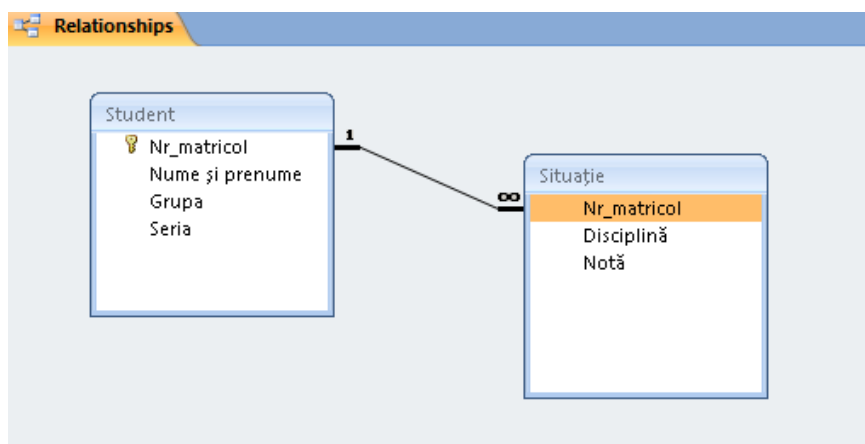 Relationships
Student
Nr_matricol
Nume și prenume
Grupa
Seria
1
∞
Situație
Nr_matricol
Disciplină
Notă